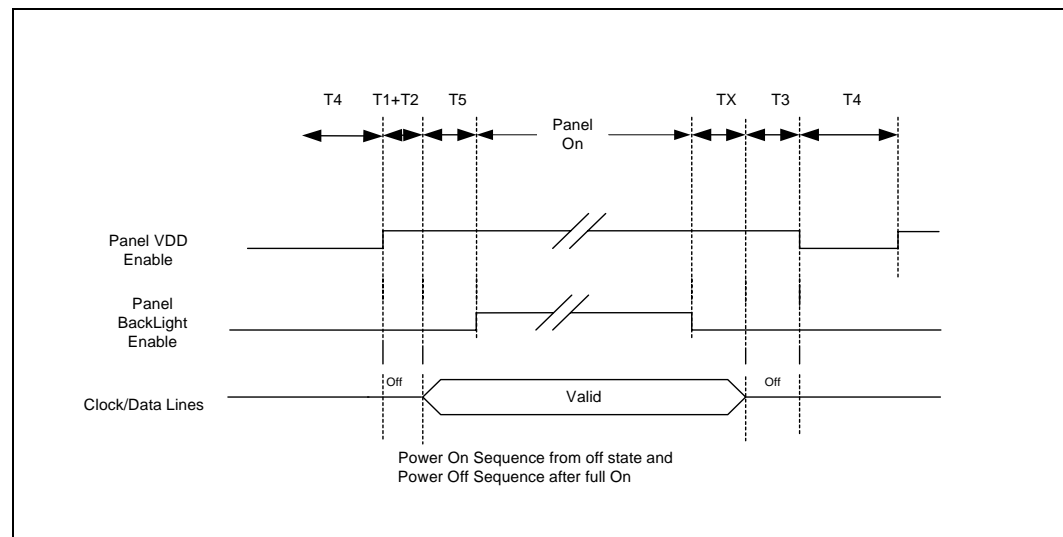 T4 T1+T2 T5 TX T3 T4
Panel
On
Panel VDD
Enable
Panel
BackLight
Enable
Off Off
Clock/Data Lines
Valid
Power On Sequence from off state and
Power Off Sequence after full On